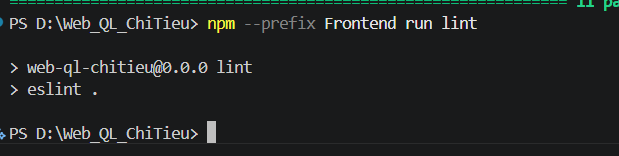 PS D:\Web_QL_ChiTieu> npm --prefix Frontend run lint
> web-ql-chitieu@0.0.0 lint
> eslint .
PS D:\Web_QL_ChiTieu>